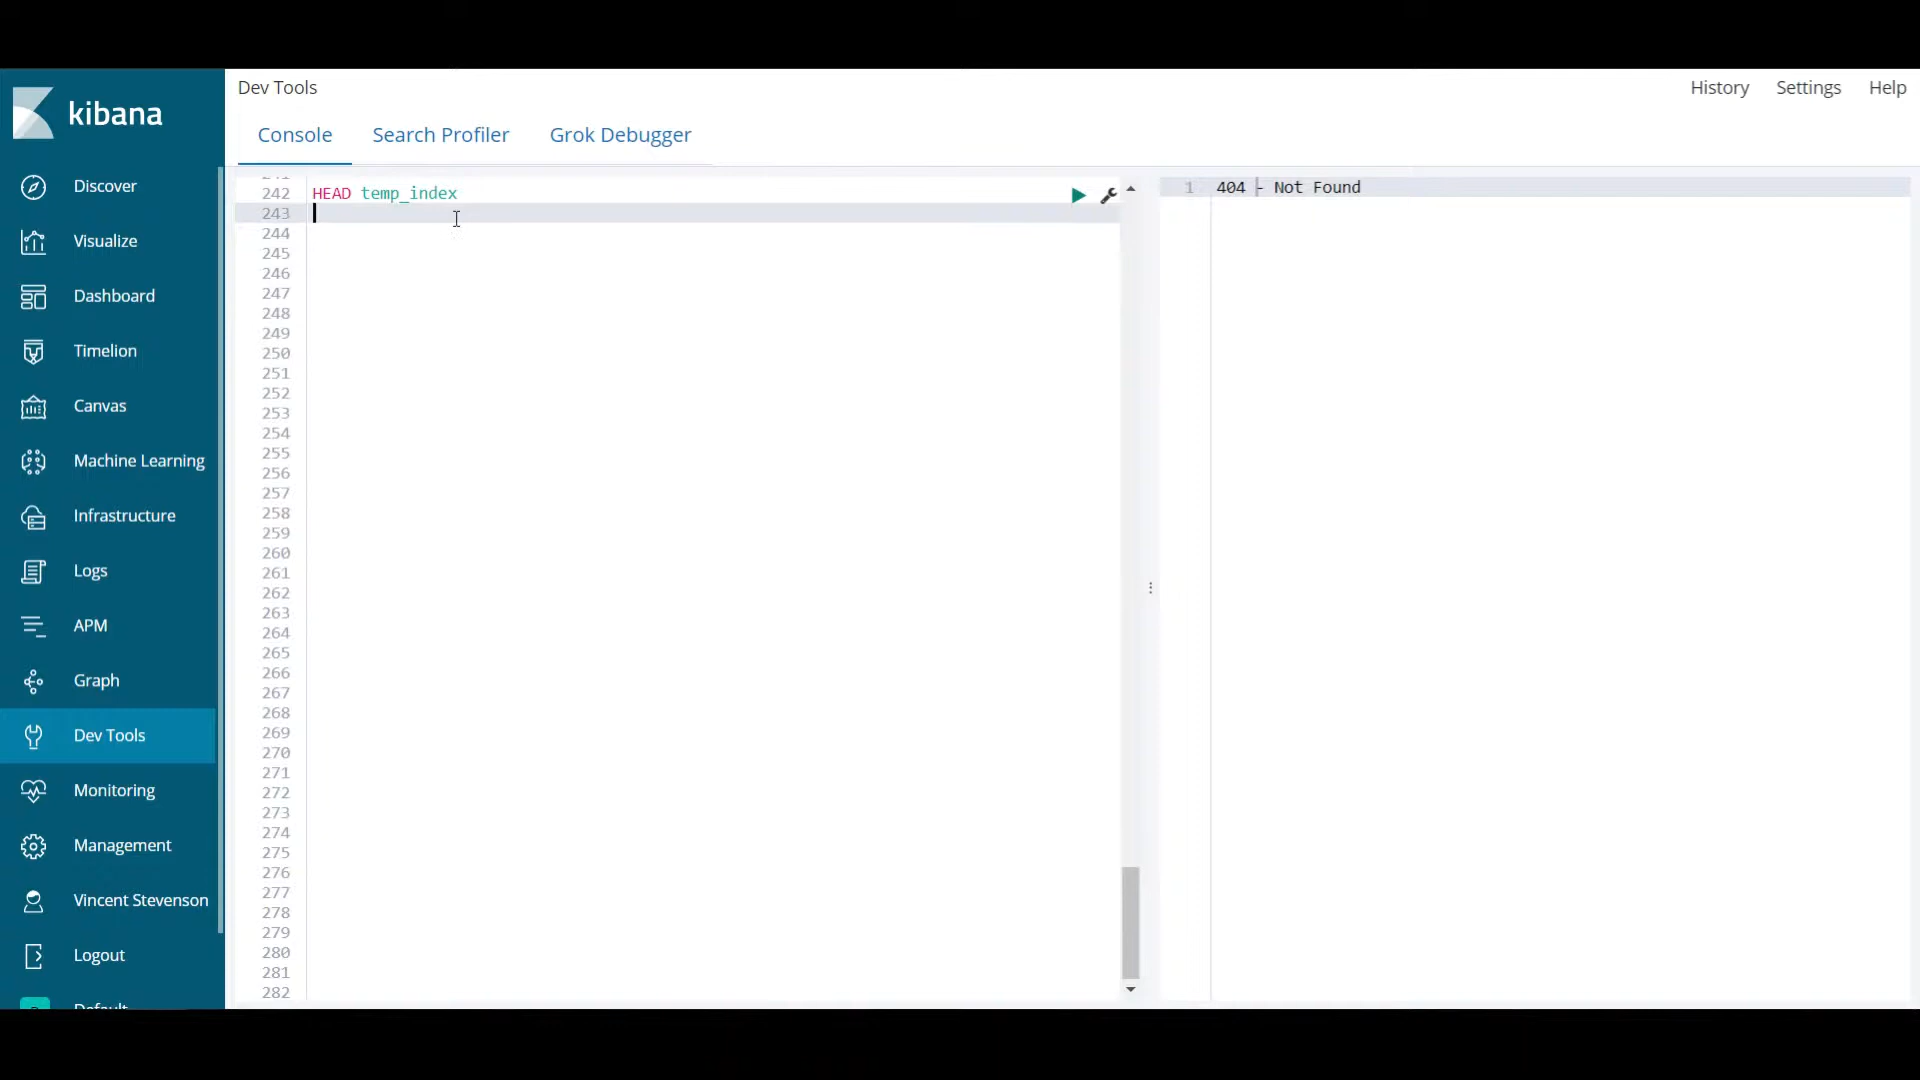 kibana
Discover
Visualize
Dashboard
Timelion
Canvas
Machine Learning
Infrastructure
Logs
APM
Graph
Dev Tools
Monitoring
Management
Vincent Stevenson
Logout
Default
Dev Tools
History Settings Help
Console Search Profiler Grok Debugger
241
242 HEAD temp_index
243
244
245
246
247
248
249
250
251
252
253
254
255
256
257
258
259
260
261
262
263
264
265
266
267
268
269
270
271
272
273
274
275
276
277
278
279
280
281
282
1 404 - Not Found